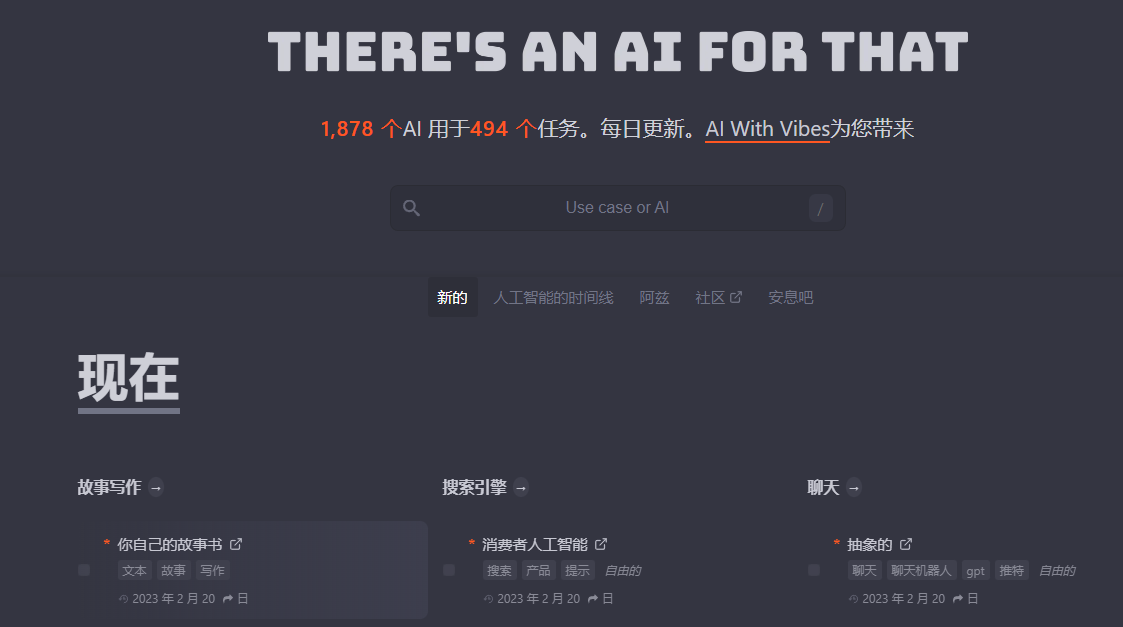 THERE'S AN AI FOR THAT
1,878 个AI 用于494 个任务。每日更新。AI With Vibes为您带来
Use case or AI /
新的 人工智能的时间线 阿兹 社区 安息吧
现在
故事写作 → 搜索引擎 → 聊天 →
* 你自己的故事书 * 消费者人工智能 * 抽象的
文本 故事 写作 搜索 产品 提示 自由的 聊天 聊天机器人 gpt 推特 自由的
2023 年 2 月 20 日 2023 年 2 月 20 日 2023 年 2 月 20 日